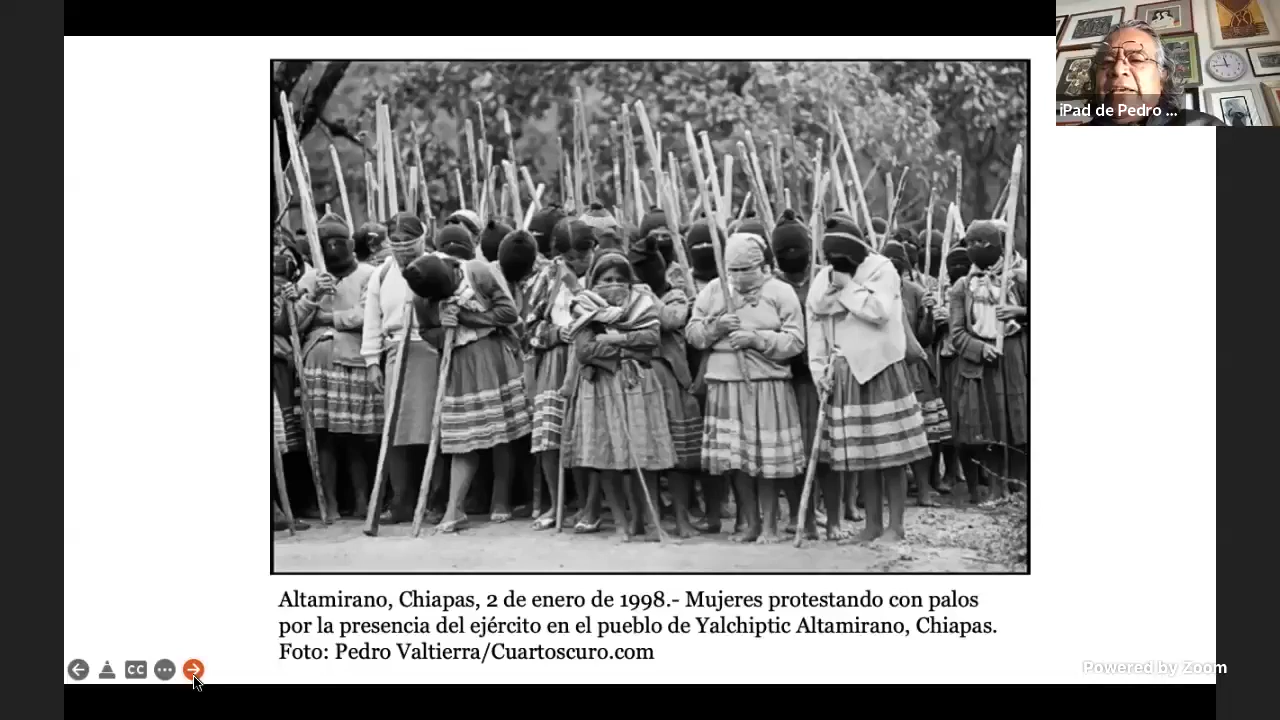 iPad de Pedro ...
Altamirano, Chiapas, 2 de enero de 1998.- Mujeres protestando con palos
por la presencia del ejército en el pueblo de Yalchiptic Altamirano, Chiapas.
Foto: Pedro Valtierra/Cuartoscuro.com
CC
Powered by Zoom